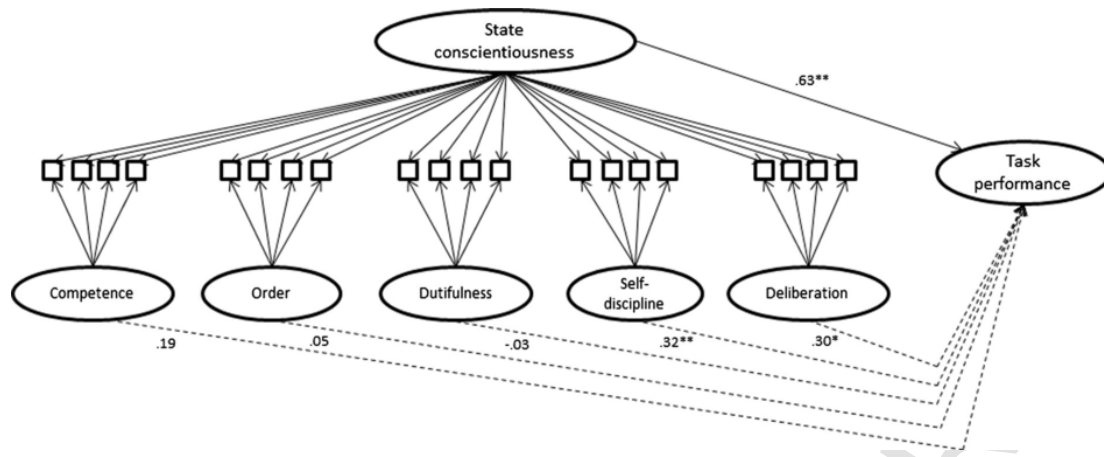 State
conscientiousness
.63**
Task
performance
Competence
Order
Dutifulness
Self-
discipline
Deliberation
.19
.05
-.03
.32**
.30*